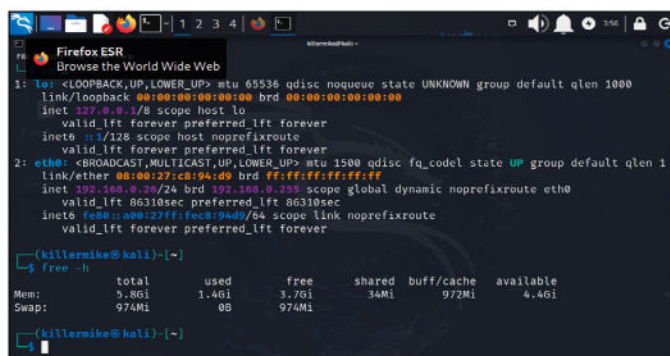 1 2 3 4
3:56
killermike@kali: ~
Firefox ESR
Browse the World Wide Web
1: lo: <LOOPBACK,UP,LOWER_UP> mtu 65536 qdisc noqueue state UNKNOWN group default qlen 1000
link/loopback 00:00:00:00:00:00 brd 00:00:00:00:00:00
inet 127.0.0.1/8 scope host lo
valid_lft forever preferred_lft forever
inet6 ::1/128 scope host noprefixroute
valid_lft forever preferred_lft forever
2: eth0: <BROADCAST,MULTICAST,UP,LOWER_UP> mtu 1500 qdisc fq_codel state UP group default qlen 1
link/ether 08:00:27:c8:94:d9 brd ff:ff:ff:ff:ff:ff
inet 192.168.0.26/24 brd 192.168.0.255 scope global dynamic noprefixroute eth0
valid_lft 86310sec preferred_lft 86310sec
inet6 fe80::a00:27ff:fec8:94d9/64 scope link noprefixroute
valid_lft forever preferred_lft forever
(killermike㉿kali)-[~]
$ free -h
total used free shared buff/cache available
Mem: 5.8Gi 1.4Gi 3.7Gi 34Mi 972Mi 4.4Gi
Swap: 974Mi 0B 974Mi
(killermike㉿kali)-[~]
$